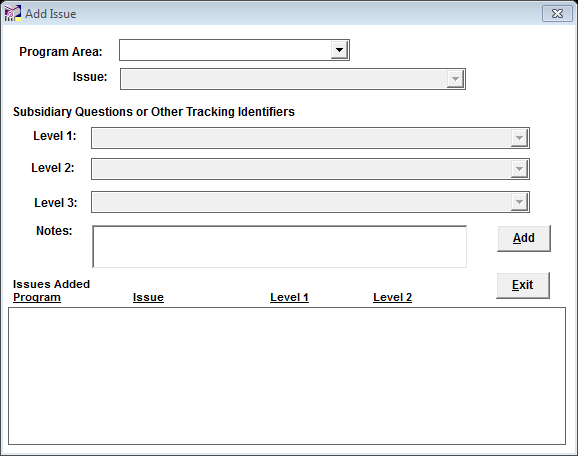 Add Issue
Program Area:
Issue:
Subsidiary Questions or Other Tracking Identifiers
Level 1:
Level 2:
Level 3:
Notes:
Add
Issues Added
Exit
Program Issue Level 1 Level 2